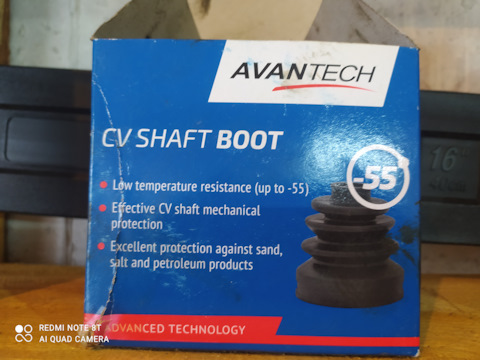 AVANTECH
CV SHAFT BOOT
• Low temperature resistance (up to -55)
• Effective CV shaft mechanical
protection
• Excellent protection against sand,
salt and petroleum products
-55°
ADVANCED TECHNOLOGY
16"
REDMI NOTE 8T
AI QUAD CAMERA